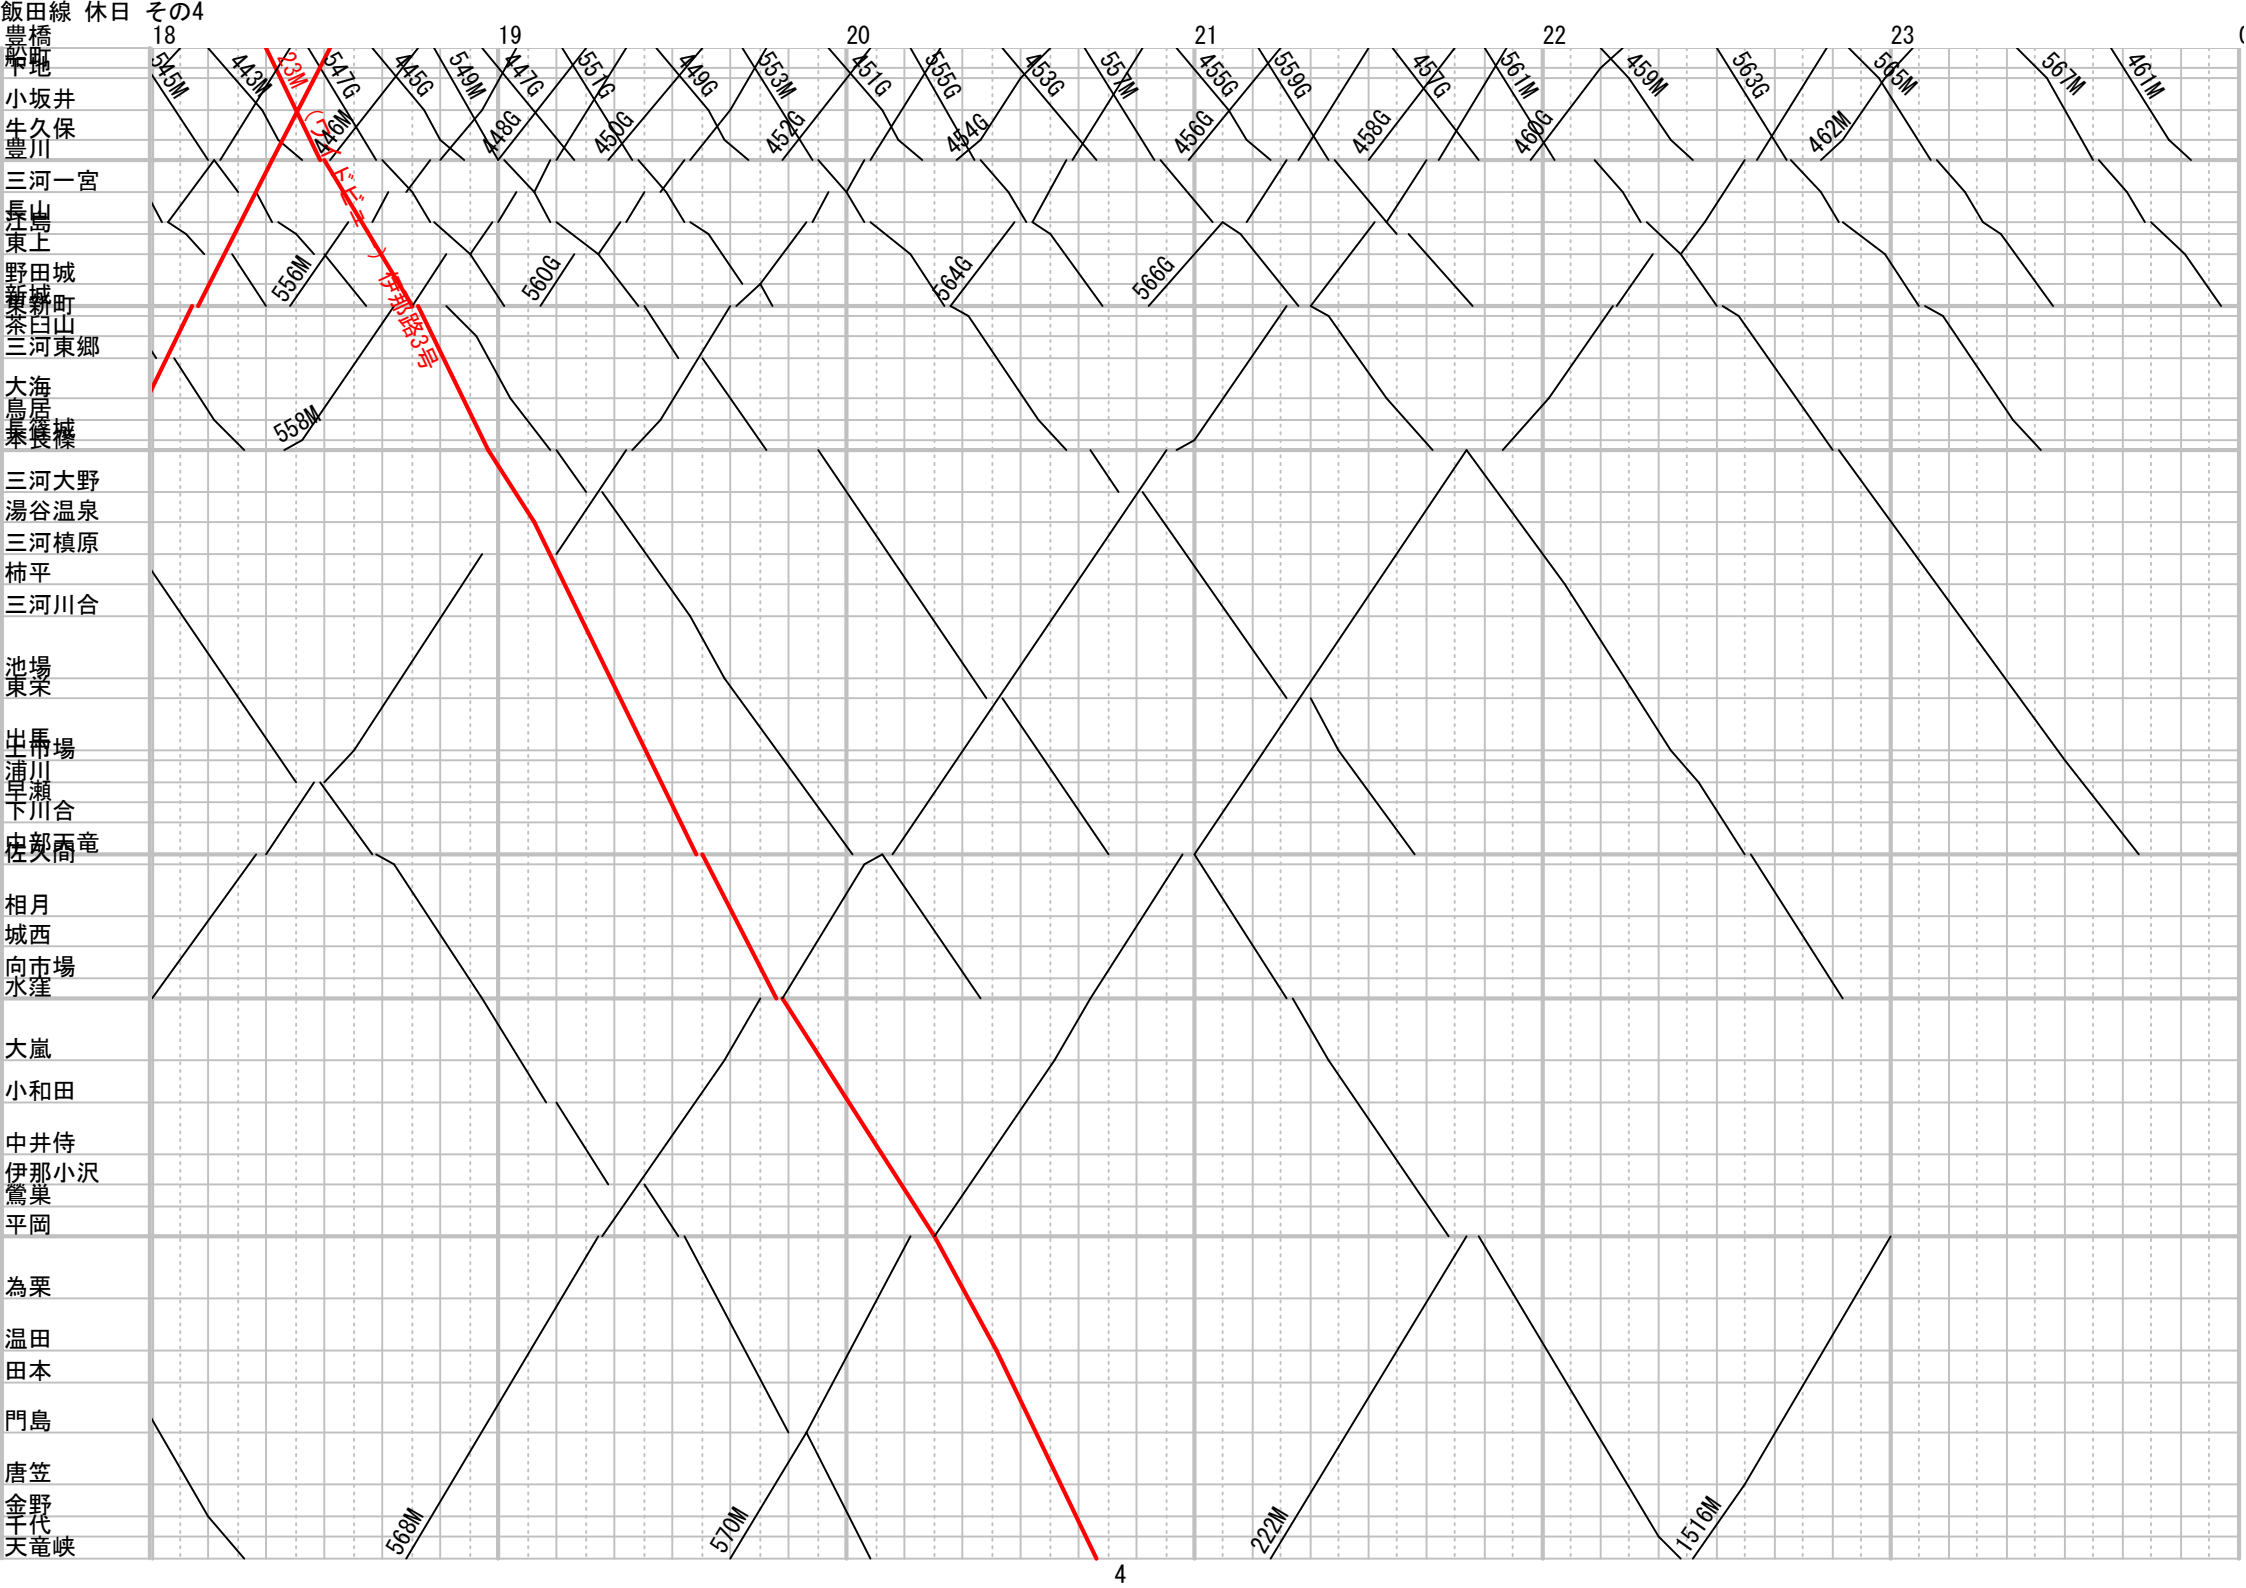 飯田線 休日 その4
18 19 20 21 22 23 0
豊橋
船町
下地
小坂井
牛久保
豊川
三河一宮
長山
江島
東上
野田城
新城
東新町
茶臼山
三河東郷
大海
鳥居
長篠城
本長篠
三河大野
湯谷温泉
三河槙原
柿平
三河川合
池場
東栄
出馬
上市場
浦川
早瀬
下川合
中部天竜
佐久間
相月
城西
向市場
水窪
大嵐
小和田
中井侍
伊那小沢
鶯巣
平岡
為栗
温田
田本
門島
唐笠
金野
千代
天竜峡
545M
443M
23M (ワイドビュー) 伊那路3号
547G
445G
549M
447G
551G
449G
553M
451G
555G
453G
557M
455G
559G
457G
561M
459M
563G
565M
567M
461M
446M
448G
450G
452G
454G
456G
458G
460G
462M
556M
560G
564G
566G
558M
568M
570M
222M
1516M
4